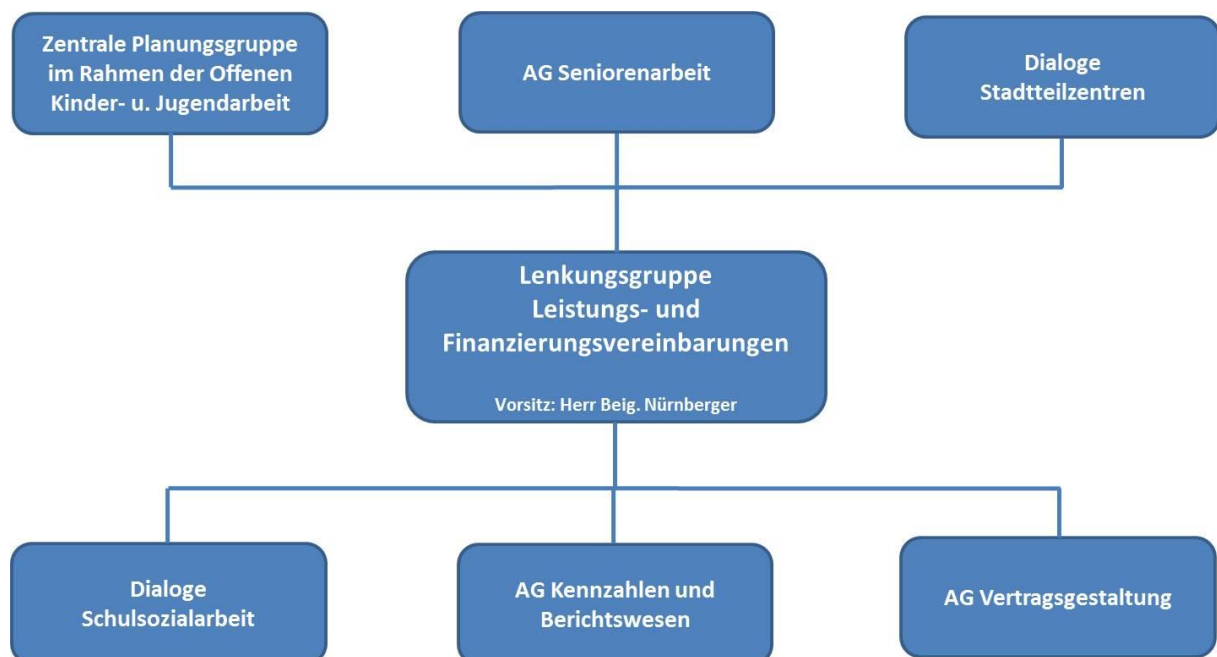 Zentrale Planungsgruppe
im Rahmen der Offenen
Kinder- u. Jugendarbeit
AG Seniorenarbeit
Dialoge
Stadtteilzentren
Lenkungsgruppe
Leistungs- und
Finanzierungsvereinbarungen
Vorsitz: Herr Beig. Nürnberger
Dialoge
Schulsozialarbeit
AG Kennzahlen und
Berichtswesen
AG Vertragsgestaltung